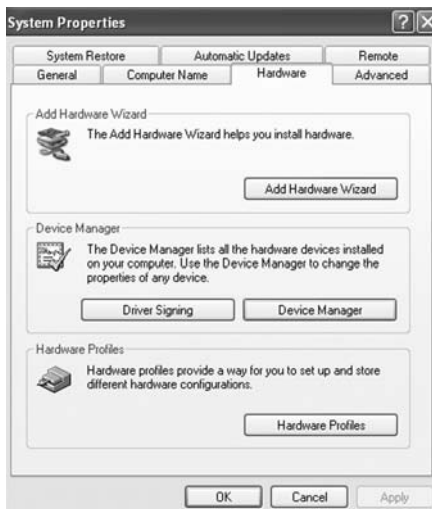 System Properties
System Restore Automatic Updates Remote
General Computer Name Hardware Advanced
Add Hardware Wizard
The Add Hardware Wizard helps you install hardware.
Add Hardware Wizard
Device Manager
The Device Manager lists all the hardware devices installed
on your computer. Use the Device Manager to change the
properties of any device.
Driver Signing Device Manager
Hardware Profiles
Hardware profiles provide a way for you to set up and store
different hardware configurations.
Hardware Profiles
OK Cancel Apply